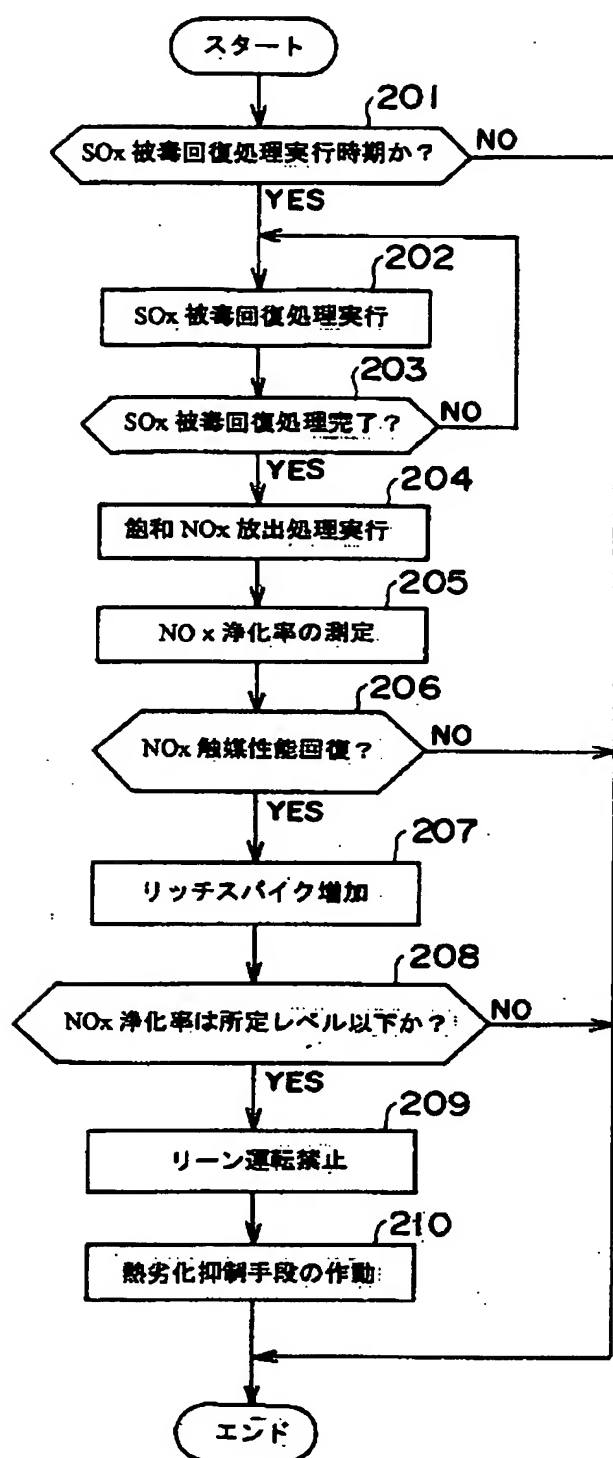 スタート
201
SOx 被毒回復処理実行時期か？
NO
YES
202
SOx 被毒回復処理実行
203
SOx 被毒回復処理完了？
NO
YES
204
飽和 NOx 放出処理実行
205
NO x 浄化率の測定
206
NOx 触媒性能回復？
NO
YES
207
リッチスパイク増加
208
NOx 浄化率は所定レベル以下か？
NO
YES
209
リーン運転禁止
210
熱劣化抑制手段の作動
エンド